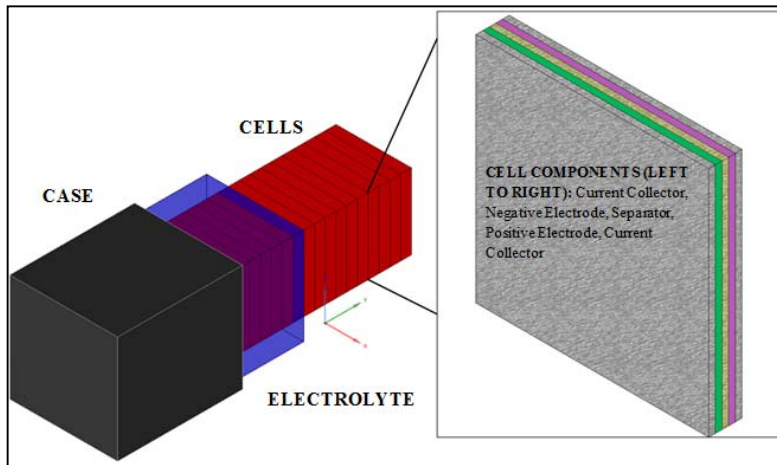 CELLS
CASE
ELECTROLYTE
CELL COMPONENTS (LEFT
TO RIGHT): Current Collector,
Negative Electrode, Separator,
Positive Electrode, Current
Collector